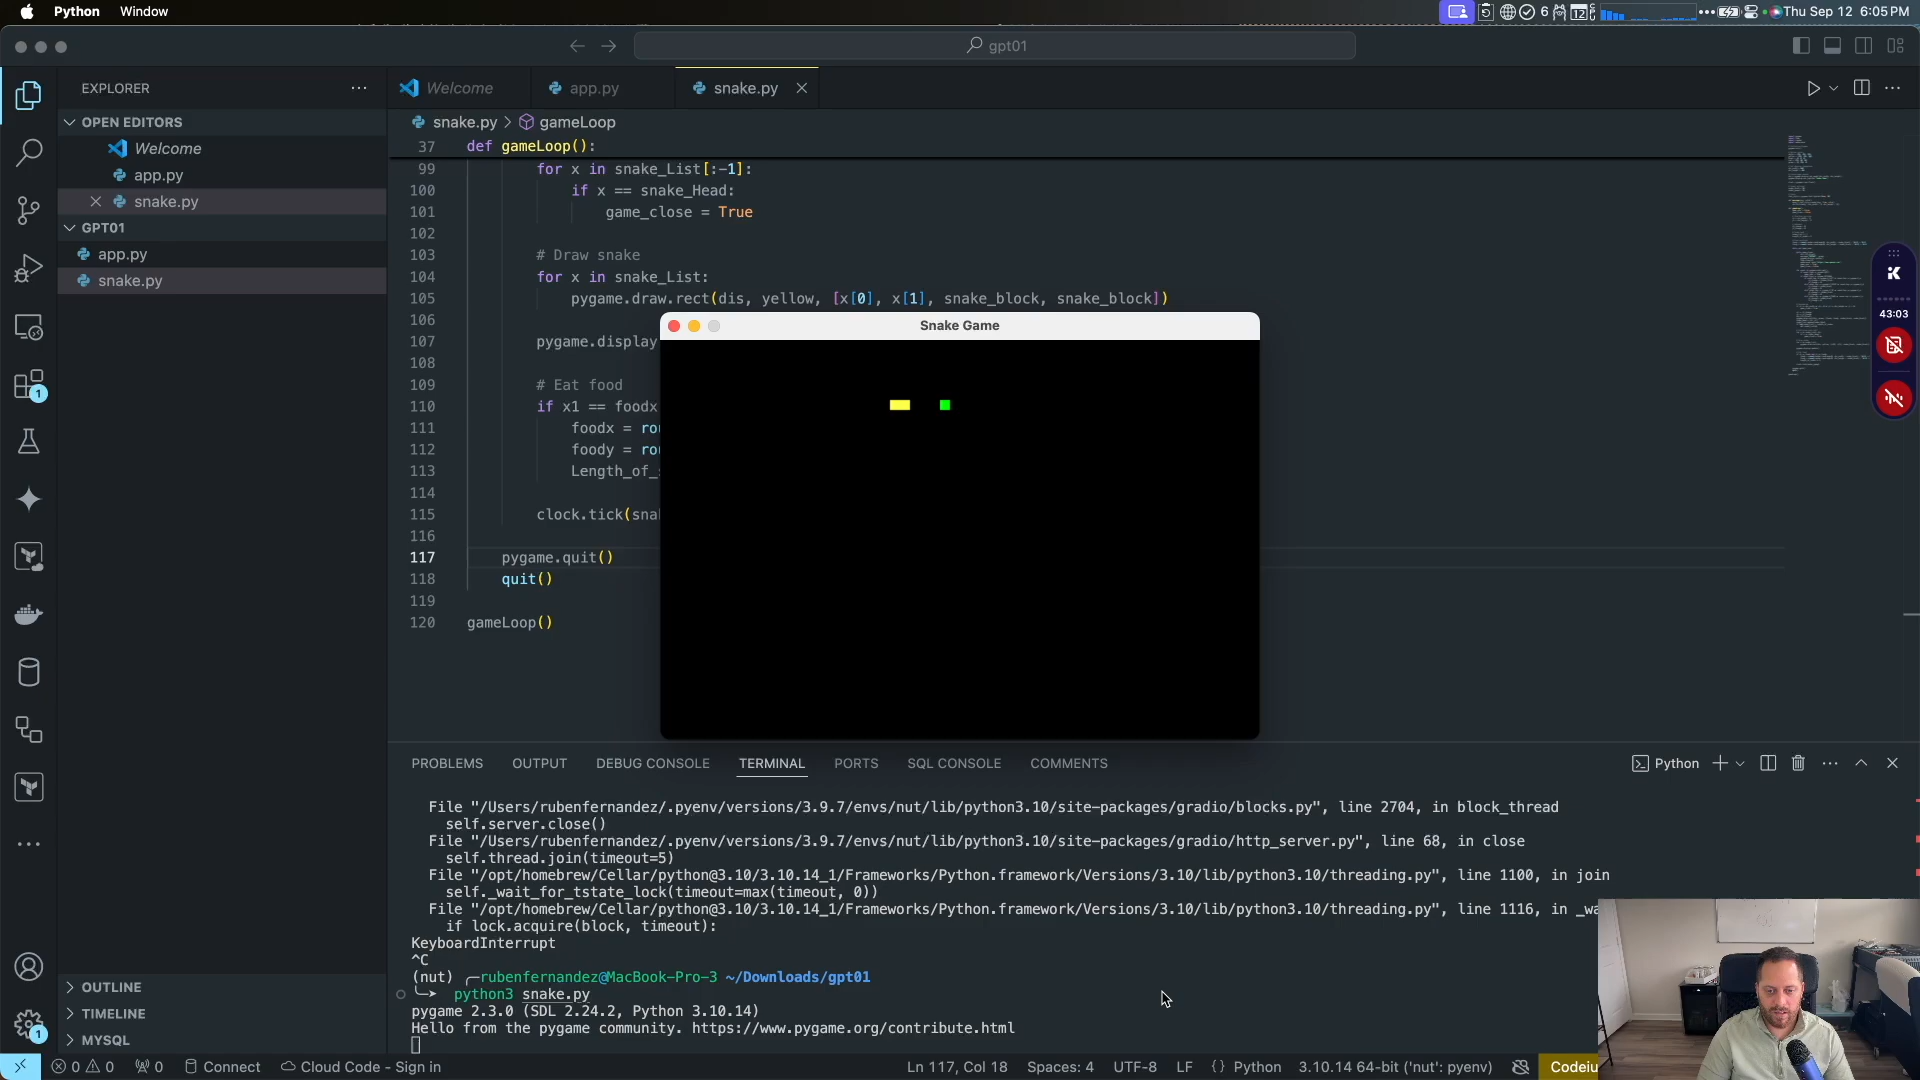 Python Window
6 12 Thu Sep 12 6:05 PM
gpt01
EXPLORER
OPEN EDITORS
Welcome
app.py
snake.py
GPT01
app.py
snake.py
OUTLINE
TIMELINE
MYSQL
1
1
Welcome app.py snake.py
snake.py > gameLoop
37 def gameLoop():
99 for x in snake_List[:-1]:
100 if x == snake_Head:
101 game_close = True
102
103 # Draw snake
104 for x in snake_List:
105 pygame.draw.rect(dis, yellow, [x[0], x[1], snake_block, snake_block])
106
107 pygame.display
108
109 # Eat food
110 if x1 == foodx
111 foodx = rou
112 foody = rou
113 Length_of_
114
115 clock.tick(sna
116
117 pygame.quit()
118 quit()
119
120 gameLoop()
Snake Game
43:03
PROBLEMS OUTPUT DEBUG CONSOLE TERMINAL PORTS SQL CONSOLE COMMENTS
Python
File "/Users/rubenfernandez/.pyenv/versions/3.9.7/envs/nut/lib/python3.10/site-packages/gradio/blocks.py", line 2704, in block_thread
self.server.close()
File "/Users/rubenfernandez/.pyenv/versions/3.9.7/envs/nut/lib/python3.10/site-packages/gradio/http_server.py", line 68, in close
self.thread.join(timeout=5)
File "/opt/homebrew/Cellar/python@3.10/3.10.14_1/Frameworks/Python.framework/Versions/3.10/lib/python3.10/threading.py", line 1100, in join
self._wait_for_tstate_lock(timeout=max(timeout, 0))
File "/opt/homebrew/Cellar/python@3.10/3.10.14_1/Frameworks/Python.framework/Versions/3.10/lib/python3.10/threading.py", line 1116, in _wa
if lock.acquire(block, timeout):
KeyboardInterrupt
^C
(nut) ╭─rubenfernandez@MacBook-Pro-3 ~/Downloads/gpt01
╰─➤ python3 snake.py
pygame 2.3.0 (SDL 2.24.2, Python 3.10.14)
Hello from the pygame community. https://www.pygame.org/contribute.html
0 0 0 Connect Cloud Code - Sign in Ln 117, Col 18 Spaces: 4 UTF-8 LF {} Python 3.10.14 64-bit ('nut': pyenv) Codeiu